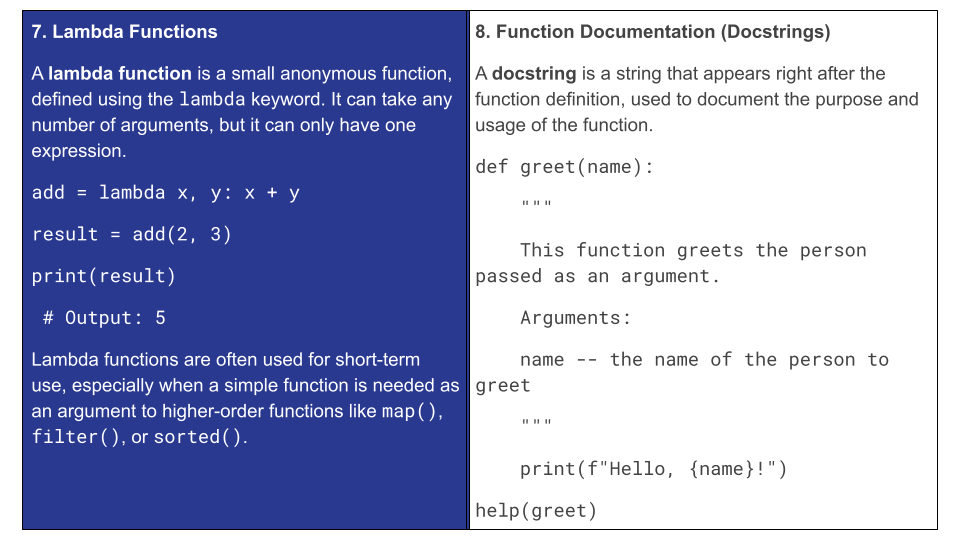 7. Lambda Functions
A lambda function is a small anonymous function,
defined using the lambda keyword. It can take any
number of arguments, but it can only have one
expression.
add = lambda x, y: x + y
result = add(2, 3)
print(result)
# Output: 5
Lambda functions are often used for short-term
use, especially when a simple function is needed as
an argument to higher-order functions like map(),
filter(), or sorted().
8. Function Documentation (Docstrings)
A docstring is a string that appears right after the
function definition, used to document the purpose and
usage of the function.
def greet(name):
"""
This function greets the person
passed as an argument.
Arguments:
name -- the name of the person to
greet
"""
print(f"Hello, {name}!")
help(greet)